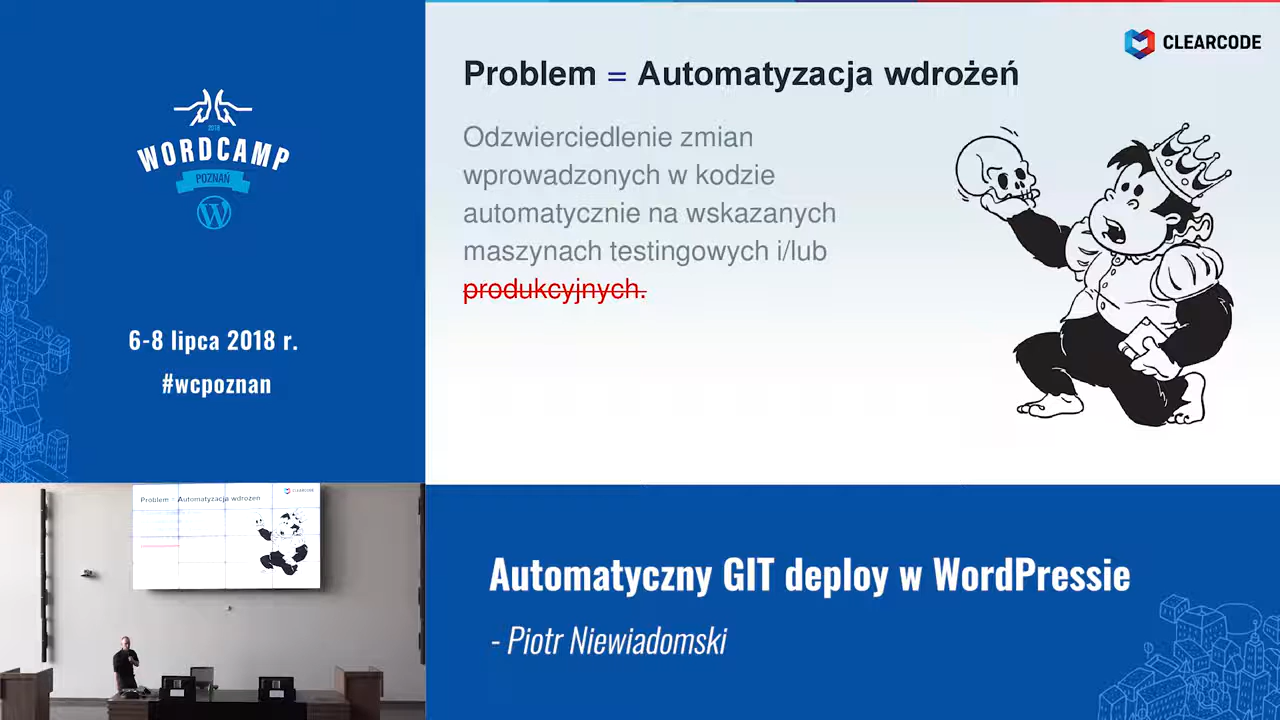 2018
WORDCAMP
POZNAŃ
6-8 lipca 2018 r.
#wcpoznan
CLEARCODE
Problem = Automatyzacja wdrożeń
Odzwierciedlenie zmian
wprowadzonych w kodzie
automatycznie na wskazanych
maszynach testingowych i/lub
produkcyjnych.
CLEARCODE
Problem = Automatyzacja wdrożeń
Automatyczny GIT deploy w WordPressie
- Piotr Niewiadomski